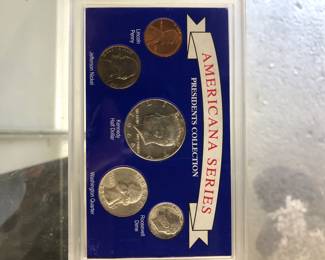 AMERICANA SERIES
PRESIDENTS COLLECTION
Lincoln
Penny
Jefferson Nickel
Kennedy
Half Dollar
Washington Quarter
Roosevelt
Dime